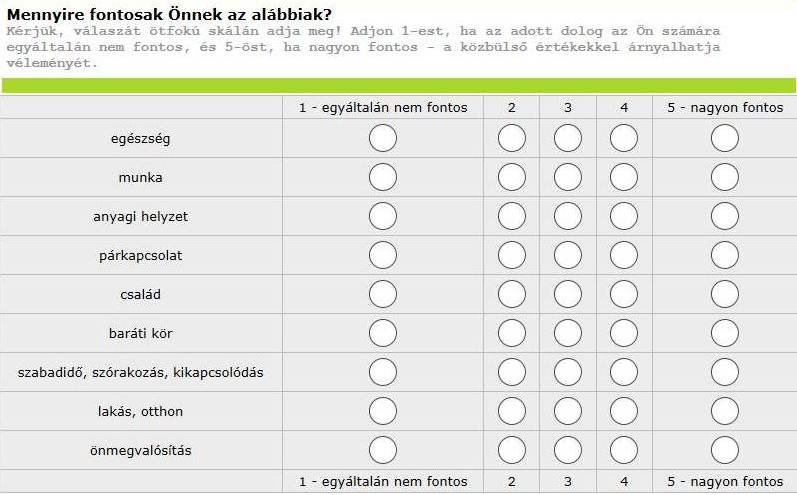 Mennyire fontosak Önnek az alábbiak?
Kérjük, válaszát ötfokú skálán adja meg! Adjon 1-est, ha az adott dolog az Ön számára
egyáltalán nem fontos, és 5-öst, ha nagyon fontos - a közbülső értékekkel árnyalhatja
véleményét.
1 - egyáltalán nem fontos 2 3 4 5 - nagyon fontos
egészség
munka
anyagi helyzet
párkapcsolat
család
baráti kör
szabadidő, szórakozás, kikapcsolódás
lakás, otthon
önmegvalósítás
1 - egyáltalán nem fontos 2 3 4 5 - nagyon fontos